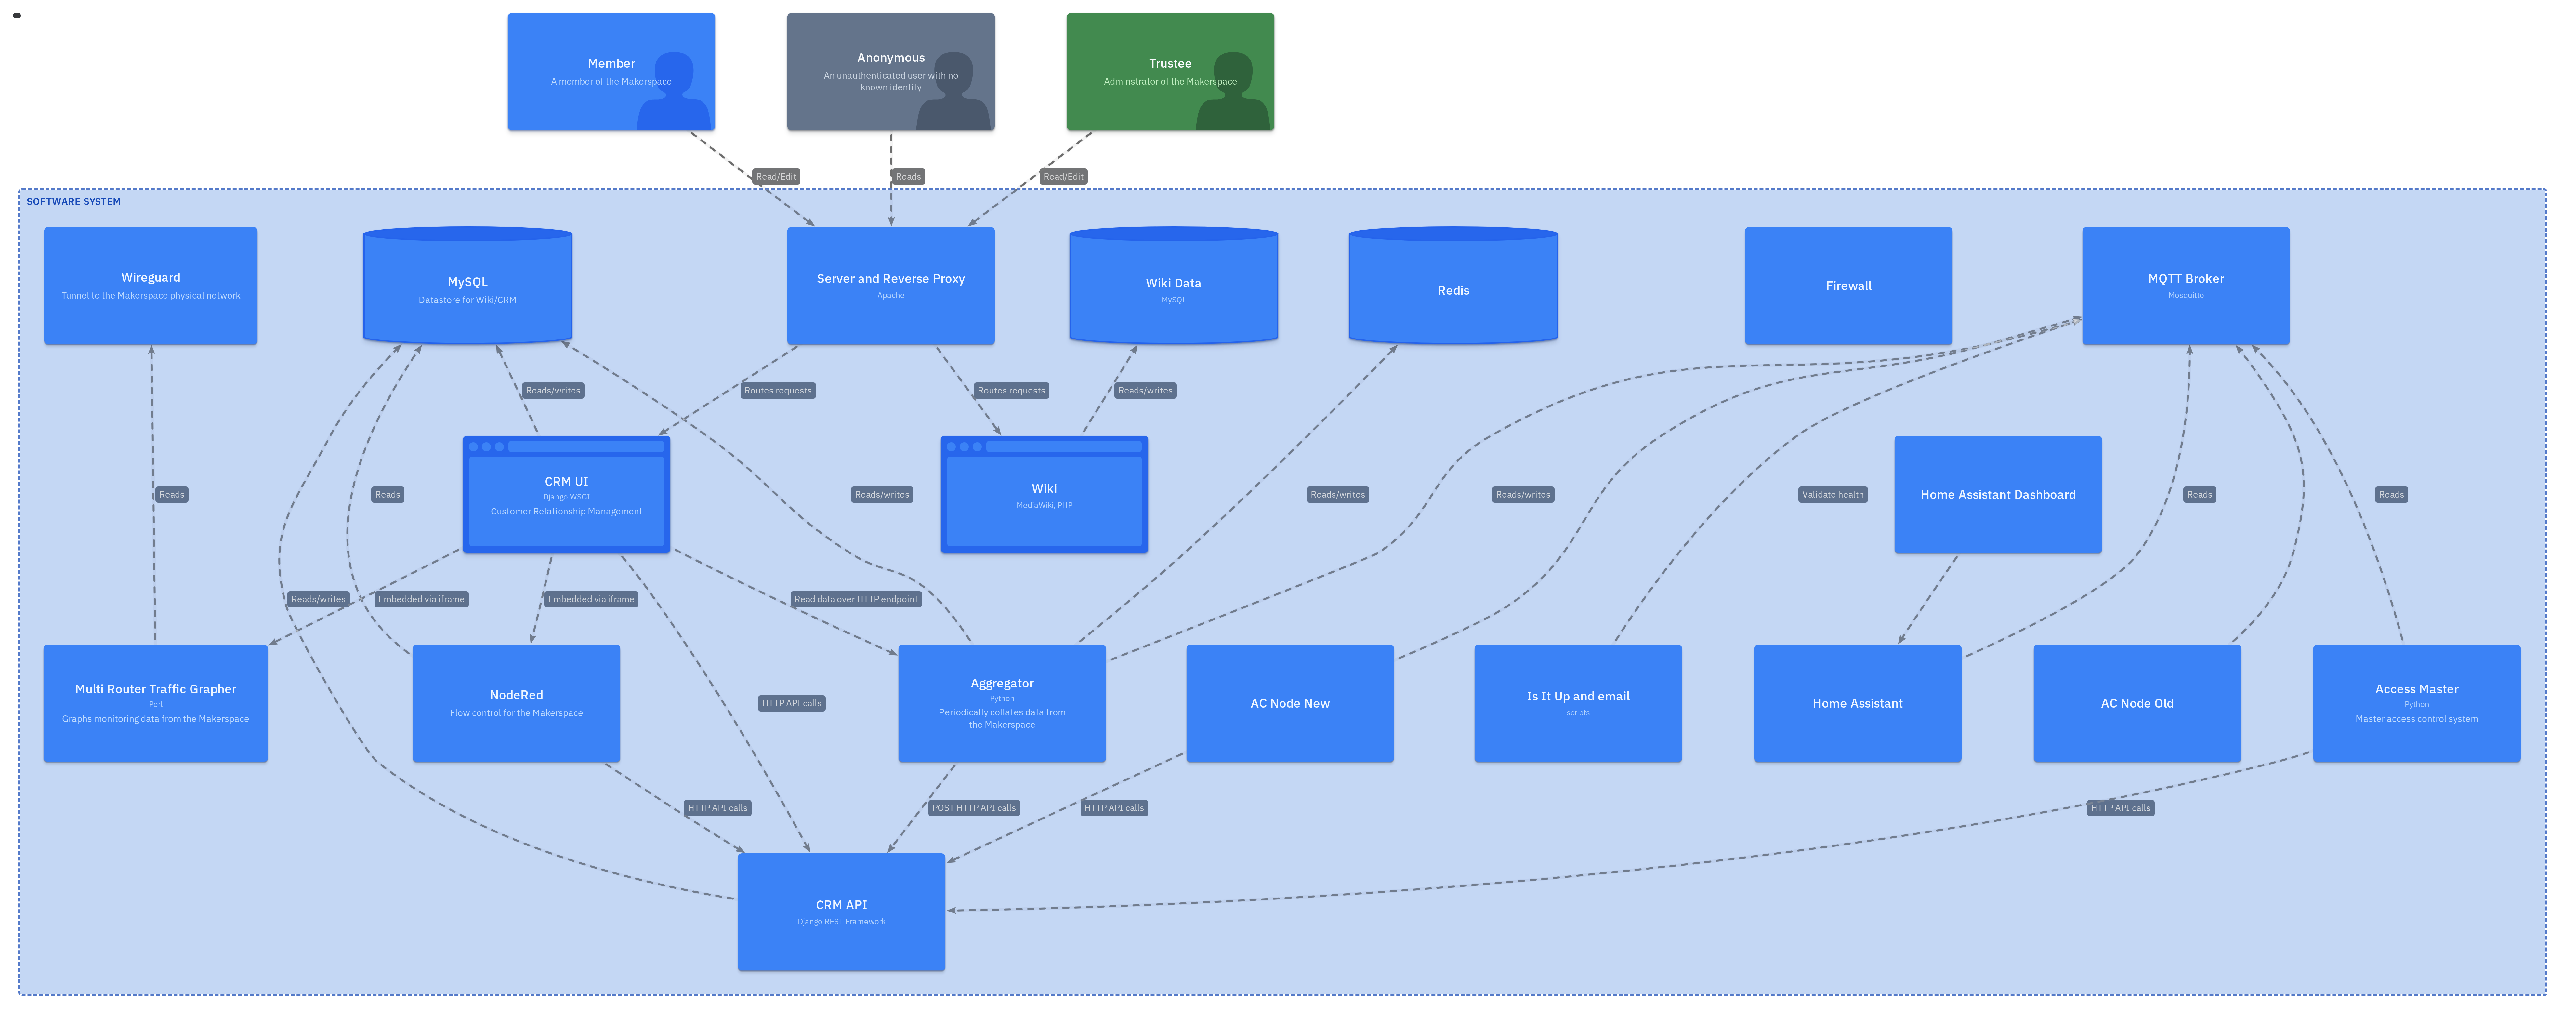 Member
A member of the Makerspace
Anonymous
An unauthenticated user with no
known identity
Trustee
Adminstrator of the Makerspace
Read/Edit
Reads
Read/Edit
SOFTWARE SYSTEM
Wireguard
Tunnel to the Makerspace physical network
MySQL
Datastore for Wiki/CRM
Server and Reverse Proxy
Apache
Wiki Data
MySQL
Redis
Firewall
MQTT Broker
Mosquitto
Reads/writes
Routes requests
Routes requests
Reads/writes
CRM UI
Django WSGI
Customer Relationship Management
Wiki
MediaWiki, PHP
Home Assistant Dashboard
Reads
Reads
Reads/writes
Reads/writes
Reads/writes
Validate health
Reads
Reads
Reads/writes
Embedded via iframe
Embedded via iframe
Read data over HTTP endpoint
Multi Router Traffic Grapher
Perl
Graphs monitoring data from the Makerspace
NodeRed
Flow control for the Makerspace
HTTP API calls
Aggregator
Python
Periodically collates data from
the Makerspace
AC Node New
Is It Up and email
scripts
Home Assistant
AC Node Old
Access Master
Python
Master access control system
HTTP API calls
POST HTTP API calls
HTTP API calls
HTTP API calls
CRM API
Django REST Framework